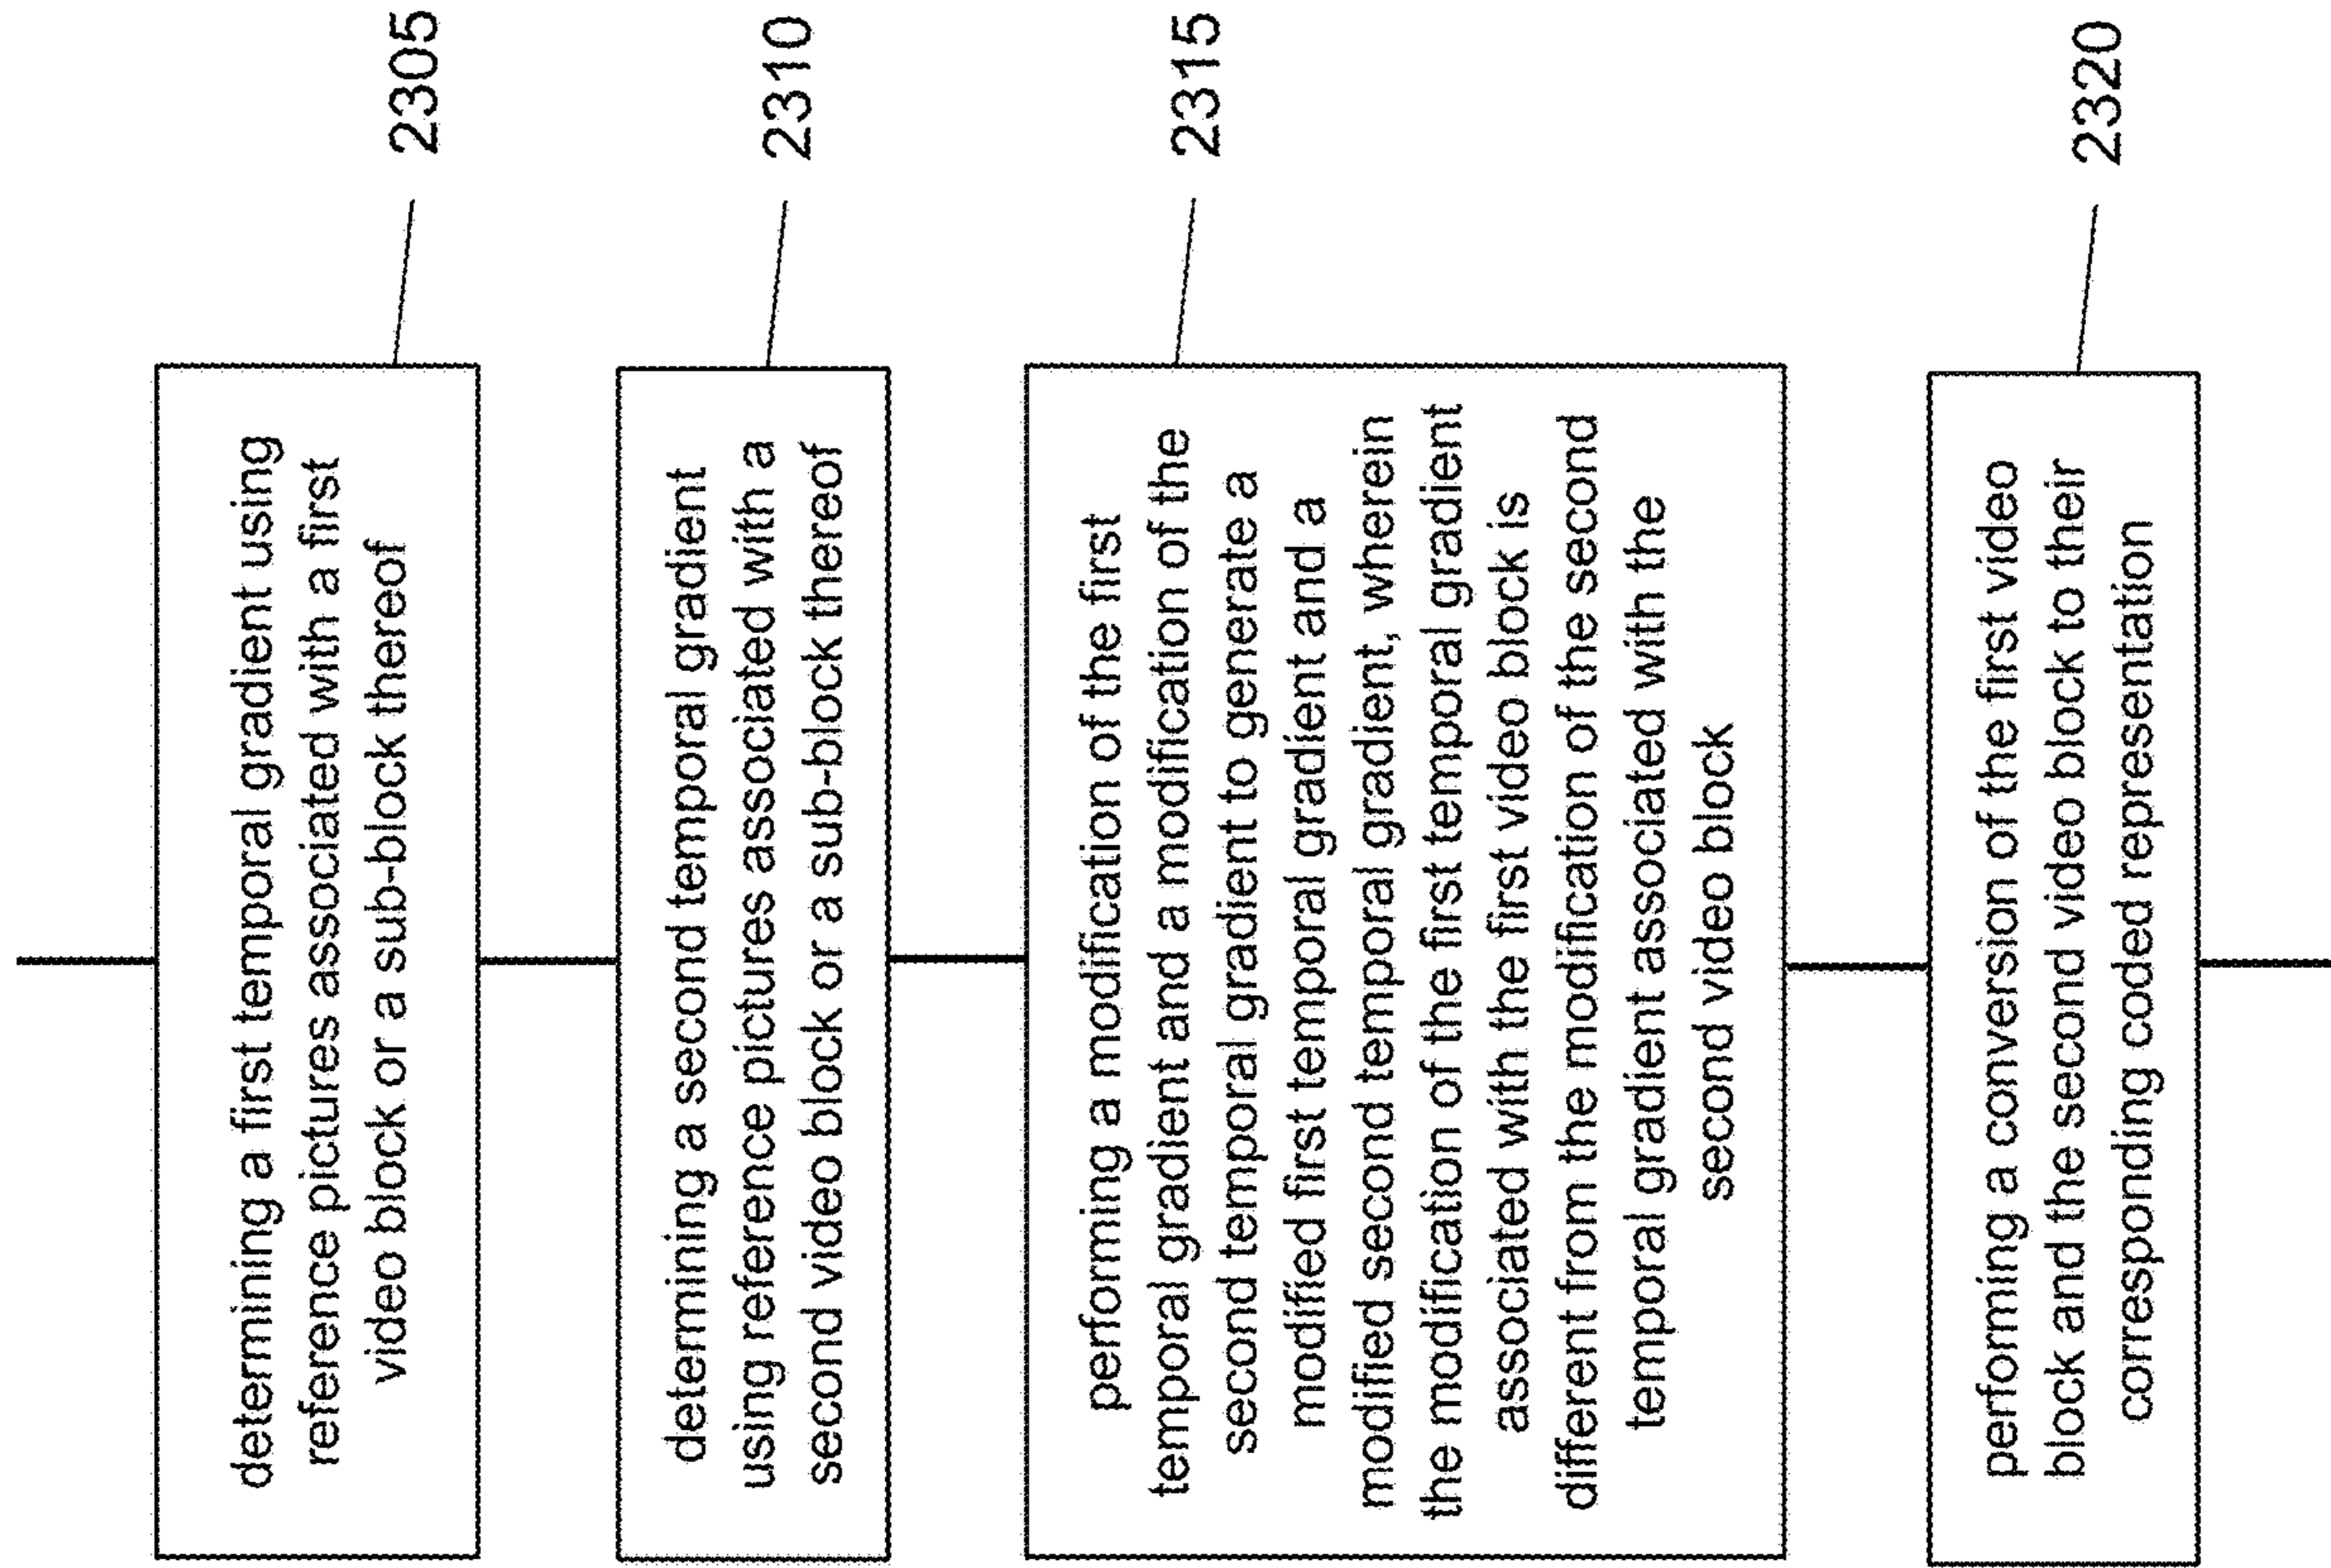 determining a first temporal gradient using
reference pictures associated with a first
video block or a sub-block thereof
2305
determining a second temporal gradient
using reference pictures associated with a
second video block or a sub-block thereof
2310
performing a modification of the first
temporal gradient and a modification of the
second temporal gradient to generate a
modified first temporal gradient and a
modified second temporal gradient, wherein
the modification of the first temporal gradient
associated with the first video block is
different from the modification of the second
temporal gradient associated with the
second video block
2315
performing a conversion of the first video
block and the second video block to their
corresponding coded representation
2320